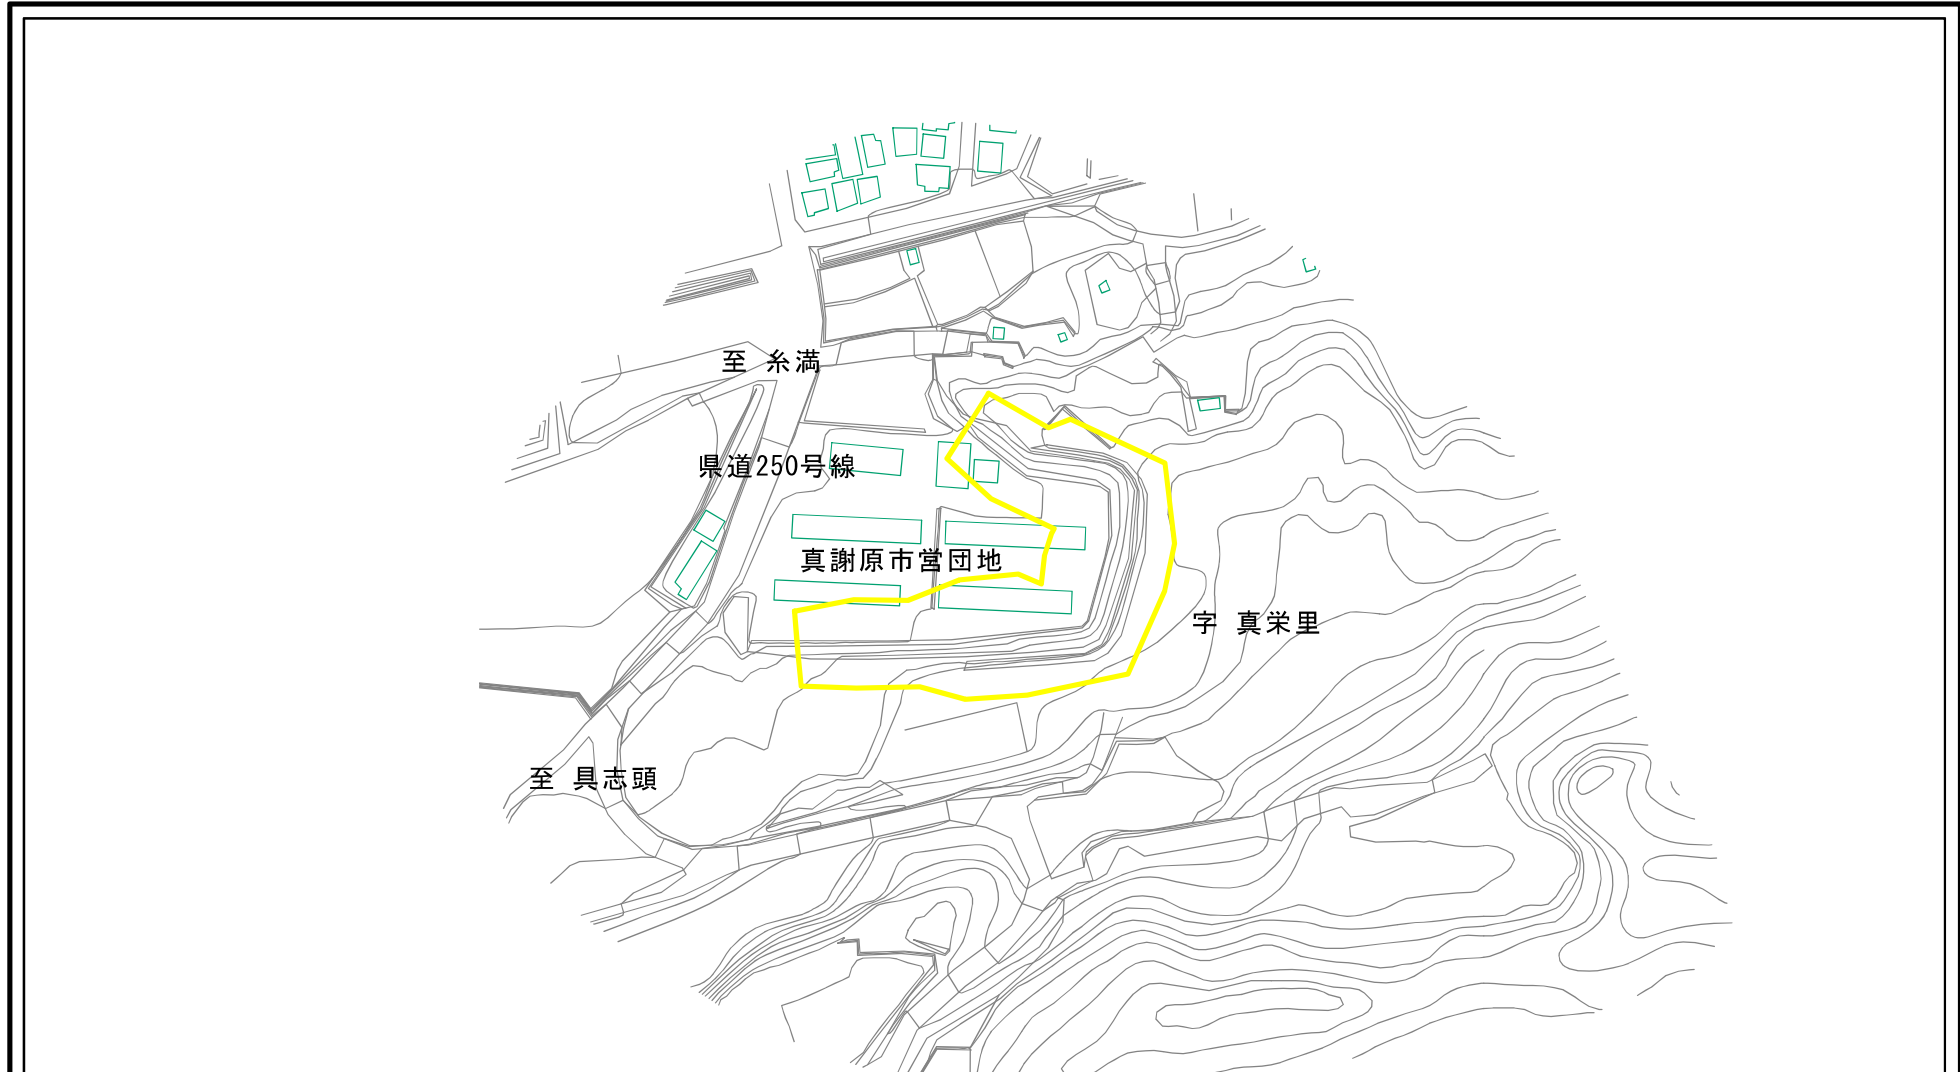 至 糸満
県道250号線
真謝原市営団地
字 真栄里
至 具志頭